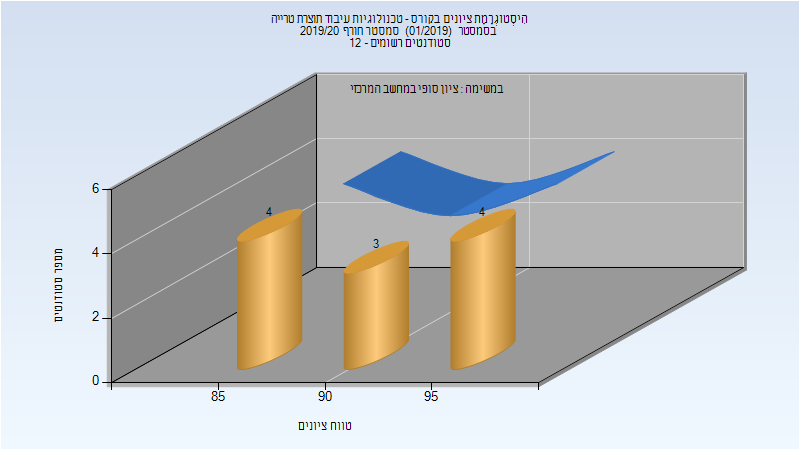 היסטוגרמת ציונים בקורס - טכנולוגיות עיבוד תוצרת טרייה
בסמסטר (01/2019) סמסטר חורף 2019/20
סטודנטים רשומים - 12
במשימה : ציון סופי במחשב המרכזי
4
3
4
6
4
2
0
מספר סטודנטים
85
90
95
טווח ציונים